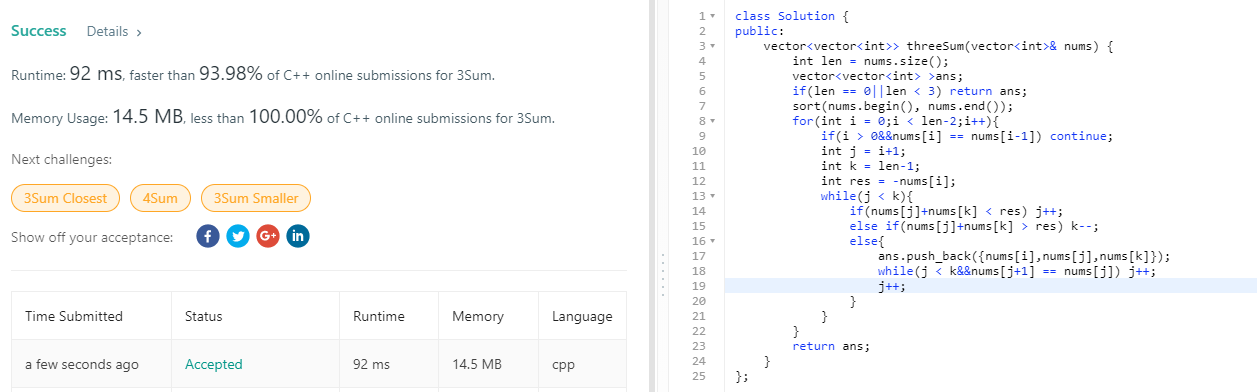 Success Details >
Runtime: 92 ms, faster than 93.98% of C++ online submissions for 3Sum.
Memory Usage: 14.5 MB, less than 100.00% of C++ online submissions for 3Sum.
Next challenges:
3Sum Closest 4Sum 3Sum Smaller
Show off your acceptance: f G+ in
Time Submitted Status Runtime Memory Language
a few seconds ago Accepted 92 ms 14.5 MB cpp
1 class Solution {
2 public:
3     vector<vector<int>> threeSum(vector<int>& nums) {
4         int len = nums.size();
5         vector<vector<int> >ans;
6         if(len == 0||len < 3) return ans;
7         sort(nums.begin(), nums.end());
8         for(int i = 0;i < len-2;i++){
9             if(i > 0&&nums[i] == nums[i-1]) continue;
10             int j = i+1;
11             int k = len-1;
12             int res = -nums[i];
13             while(j < k){
14                 if(nums[j]+nums[k] < res) j++;
15                 else if(nums[j]+nums[k] > res) k--;
16                 else{
17                     ans.push_back({nums[i],nums[j],nums[k]});
18                     while(j < k&&nums[j+1] == nums[j]) j++;
19                     j++;
20                 }
21             }
22         }
23         return ans;
24     }
25 };